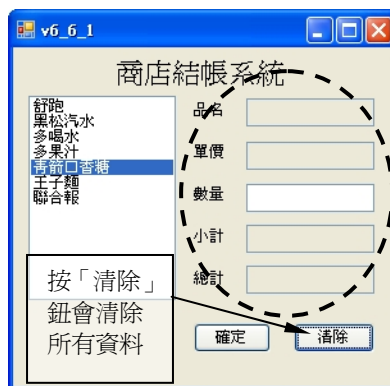 v6_6_1
商店結帳系統
舒跑
黑松汽水
多喝水
多果汁
青箭口香糖
王子麵
聯合報
品名
單價
數量
小計
總計
按「清除」
鈕會清除
所有資料
確定
清除